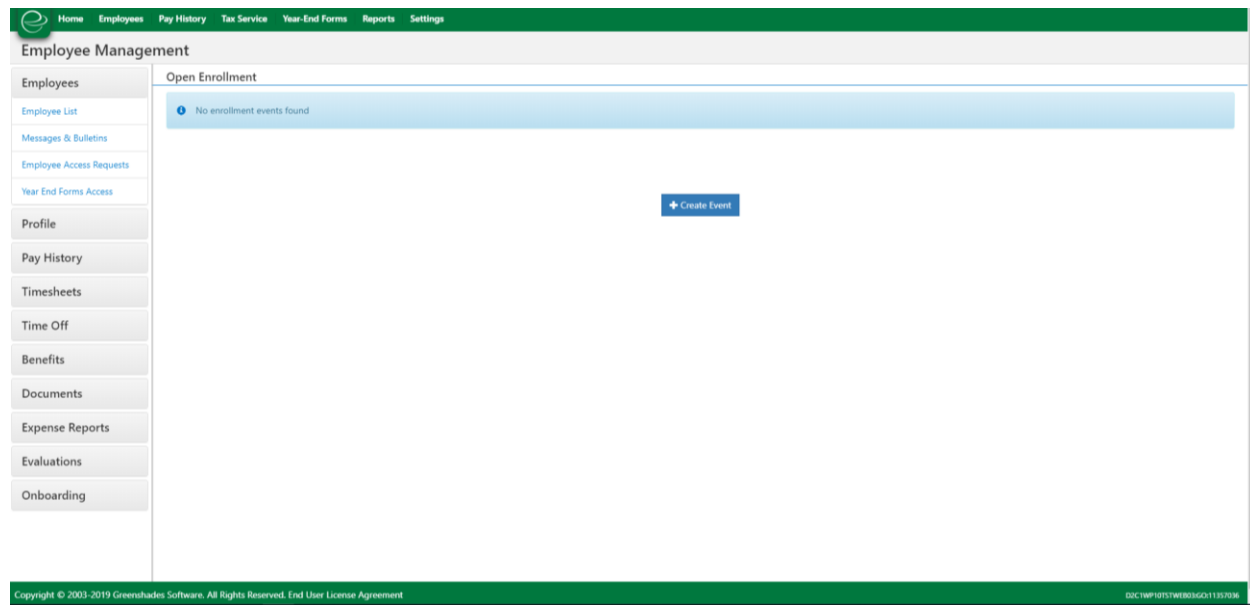 Home Employees Pay History Tax Service Year-End Forms Reports Settings
Employee Management
Employees
Employee List
Messages & Bulletins
Employee Access Requests
Year End Forms Access
Profile
Pay History
Timesheets
Time Off
Benefits
Documents
Expense Reports
Evaluations
Onboarding
Open Enrollment
No enrollment events found
Create Event
Copyright © 2003-2019 Greenshades Software. All Rights Reserved. End User License Agreement